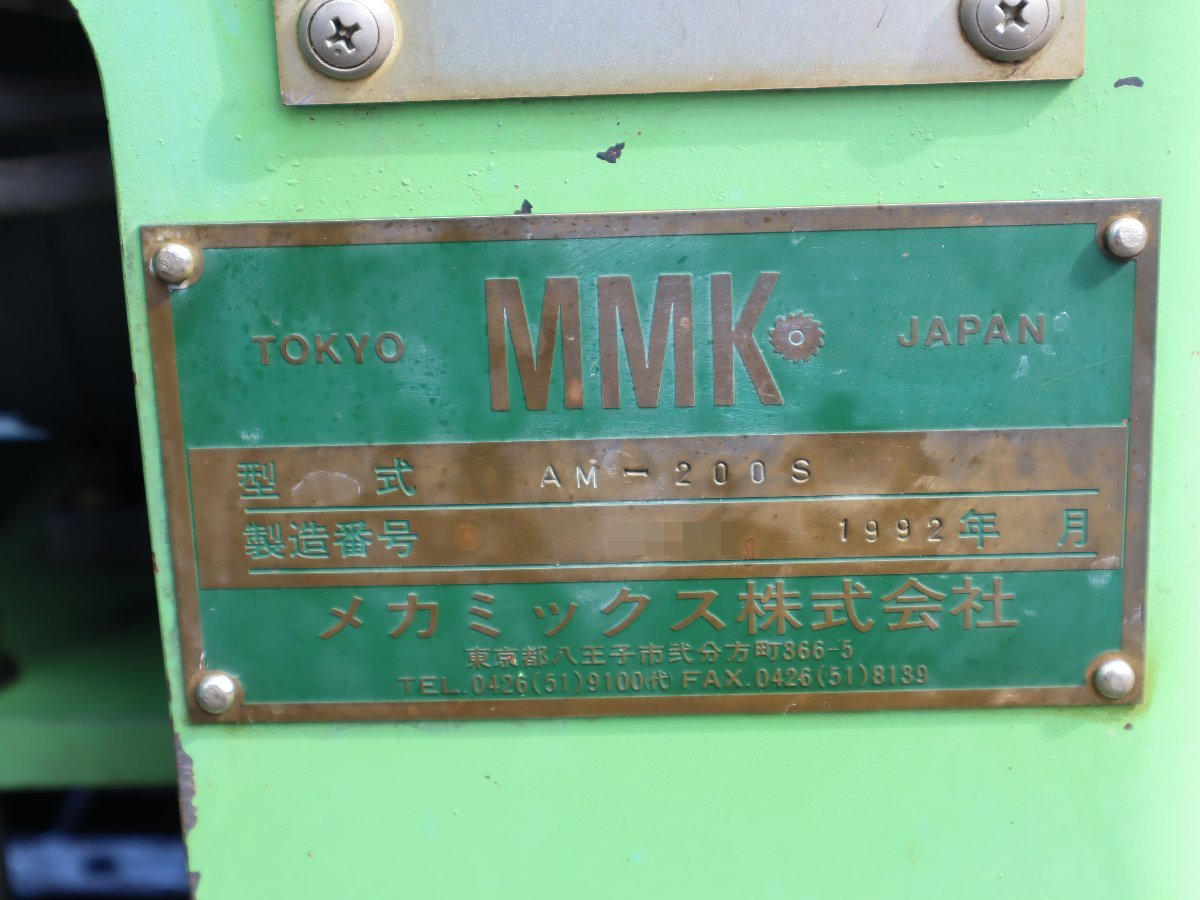 TOKYO MMK JAPAN
型式 AM-200S
製造番号 1992年 月
メカミックス株式会社
東京都八王子市弐分方町366-5
TEL.0426(51)9100代 FAX.0426(51)8139